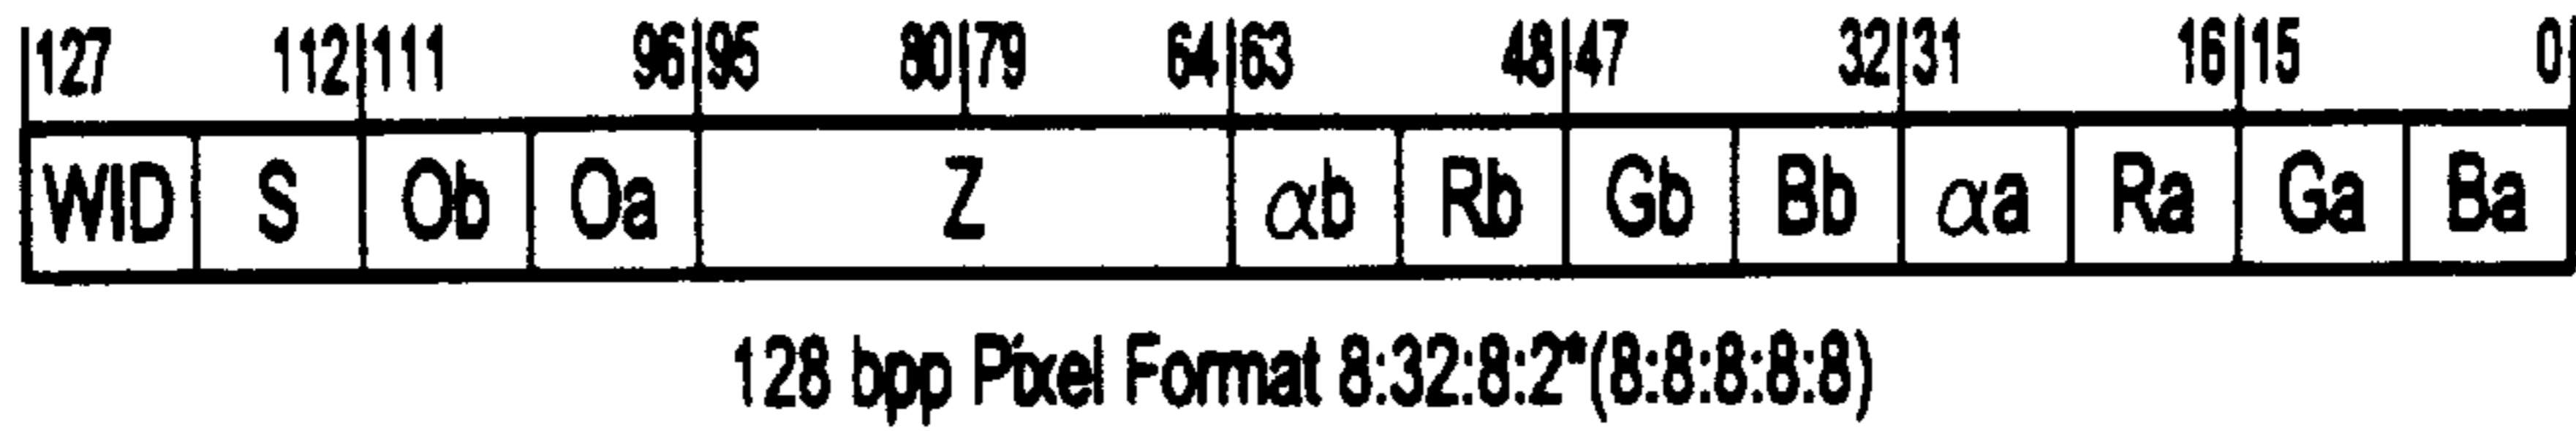 127 112 111 96 95 80 79 64 63 48 47 32 31 16 15 0
WID S Ob Oa Z αb Rb Gb Bb αa Ra Ga Ba
128 bpp Pixel Format 8:32:8:2*(8:8:8:8:8)